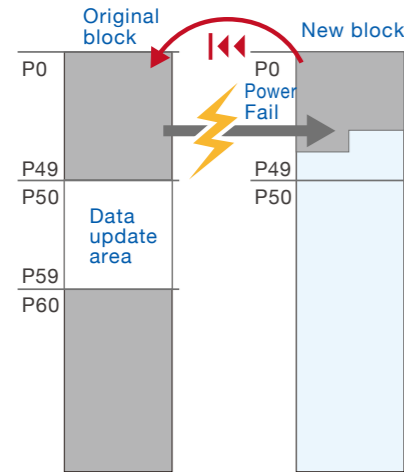 Original
block
New block
P0
P0
Power
Fail
P49
P49
P50
P50
Data
update
area
P59
P60